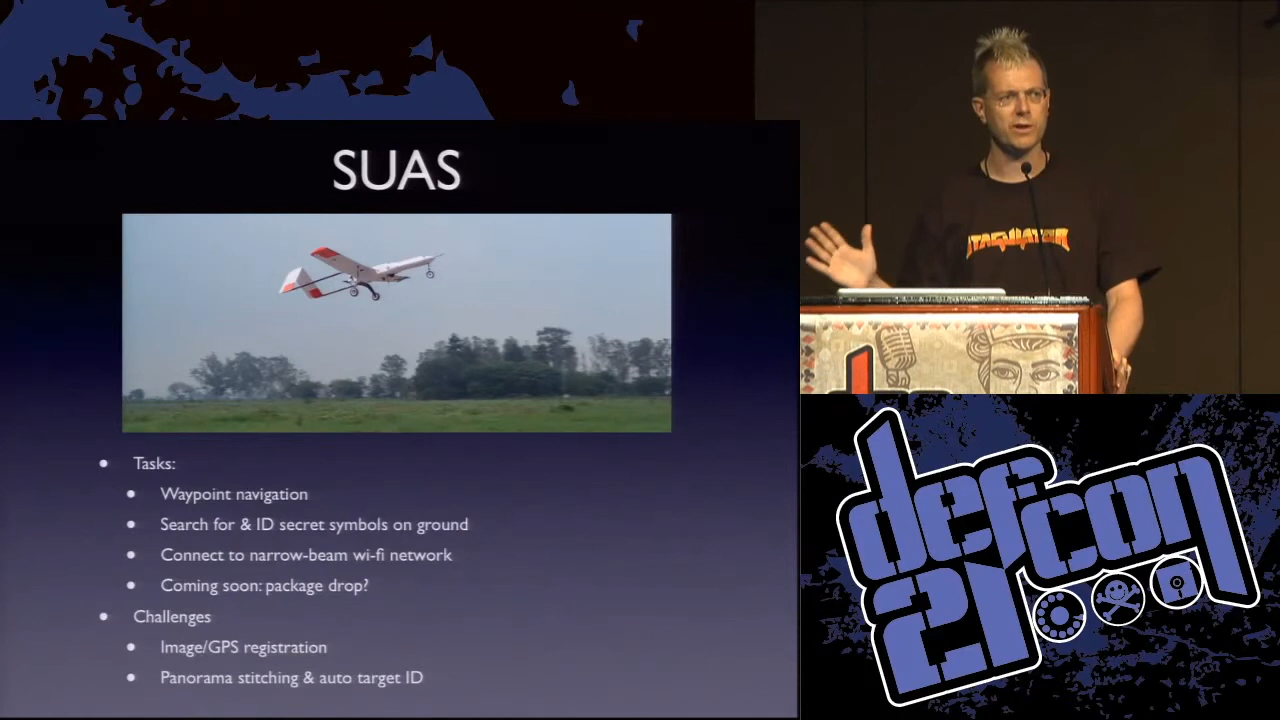 SUAS
Tasks:
Waypoint navigation
Search for & ID secret symbols on ground
Connect to narrow-beam wi-fi network
Coming soon: package drop?
Challenges
Image/GPS registration
Panorama stitching & auto target ID
defcon
21